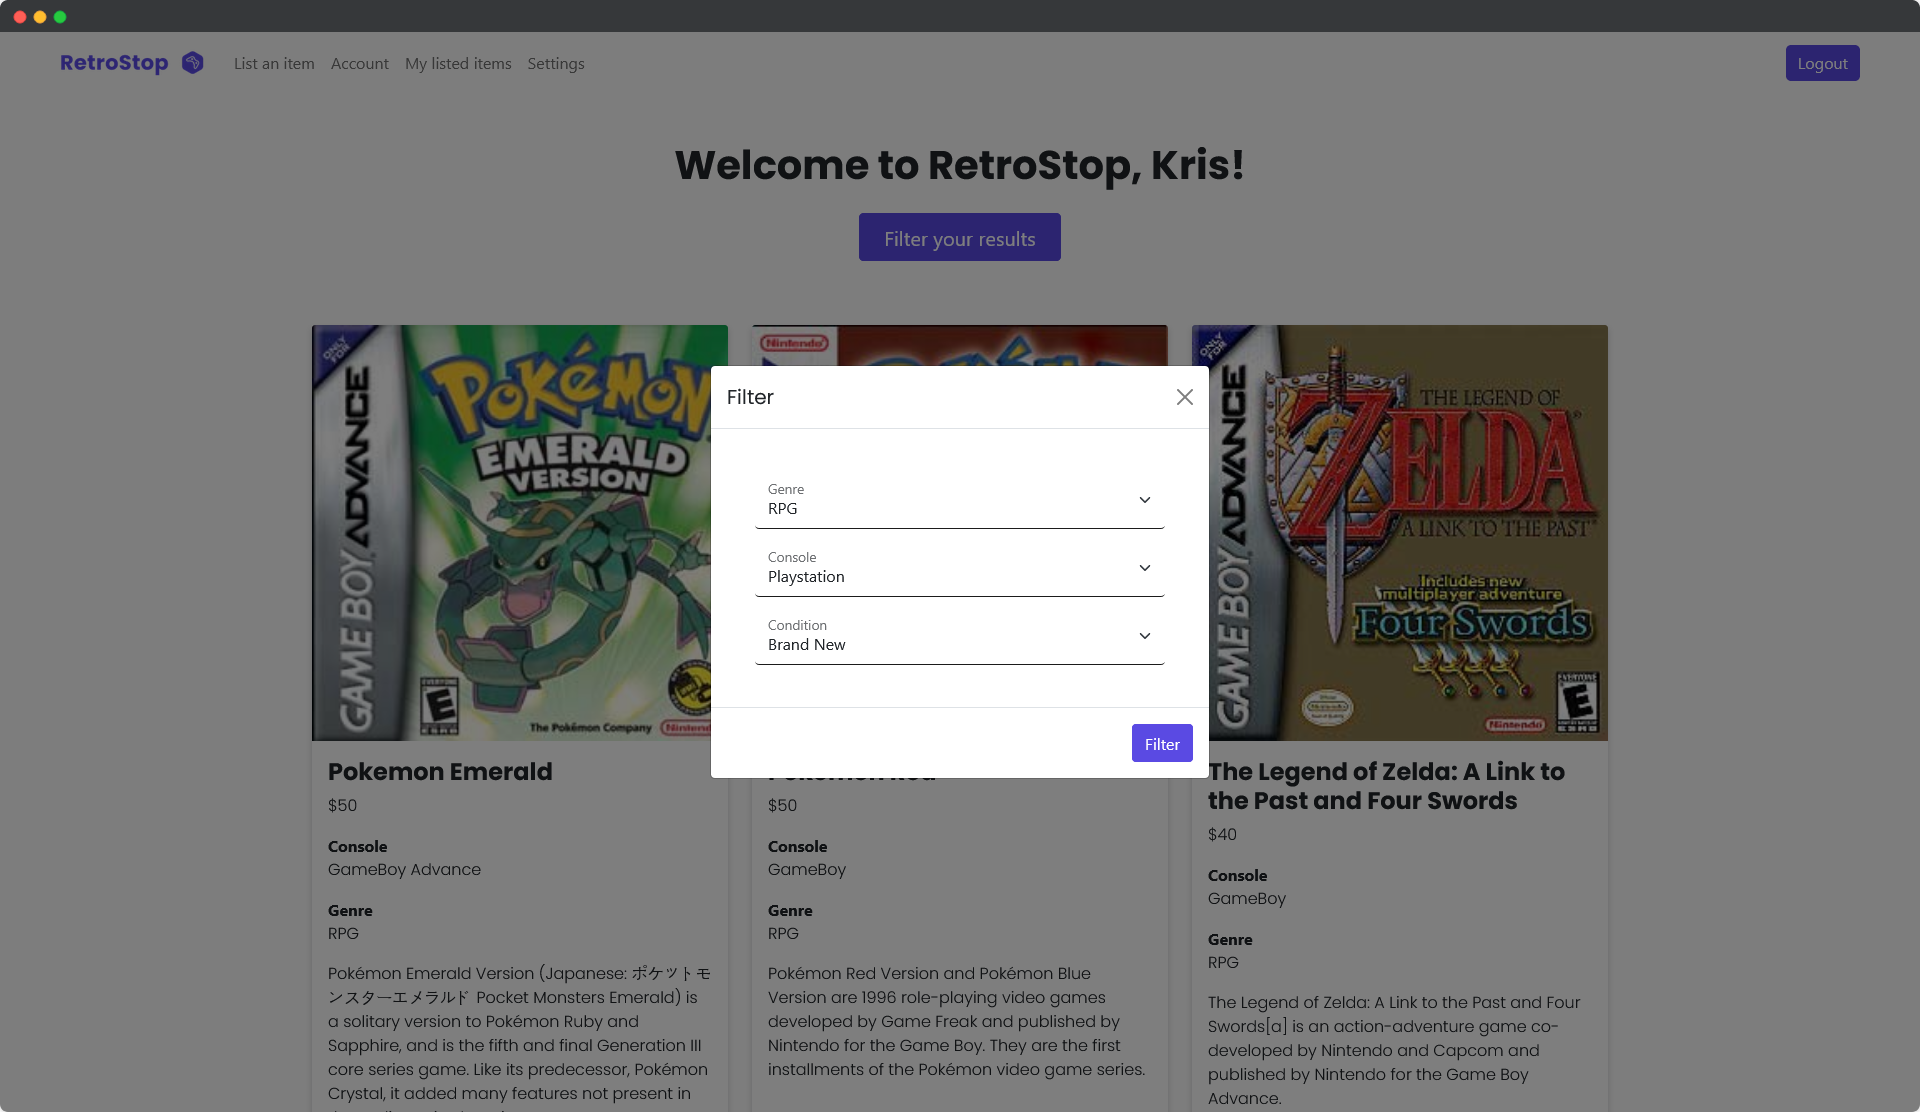 RetroStop
List an item
Account
My listed items
Settings
Logout
Welcome to RetroStop, Kris!
Filter your results
ONLY FOR
GAME BOY ADVANCE
POKéMON
EMERALD
VERSION
EVERYONE
E
The Pokémon Company
Nintendo
Nintendo
ONLY FOR
GAME BOY ADVANCE
THE LEGEND OF
ZELDA
A LINK TO THE PAST
Includes new
multiplayer adventure
Four Swords
Nintendo
EVERYONE
E
Filter
Genre
RPG
Console
Playstation
Condition
Brand New
Filter
Pokemon Emerald
$50
Console
GameBoy Advance
Genre
RPG
Pokémon Emerald Version (Japanese: ポケットモ
ンスターエメラルド Pocket Monsters Emerald) is
a solitary version to Pokémon Ruby and
Sapphire, and is the fifth and final Generation III
core series game. Like its predecessor, Pokémon
Crystal, it added many features not present in
$50
Console
GameBoy
Genre
RPG
Pokémon Red Version and Pokémon Blue
Version are 1996 role-playing video games
developed by Game Freak and published by
Nintendo for the Game Boy. They are the first
installments of the Pokémon video game series.
The Legend of Zelda: A Link to
the Past and Four Swords
$40
Console
GameBoy
Genre
RPG
The Legend of Zelda: A Link to the Past and Four
Swords[a] is an action-adventure game co-
developed by Nintendo and Capcom and
published by Nintendo for the Game Boy
Advance.